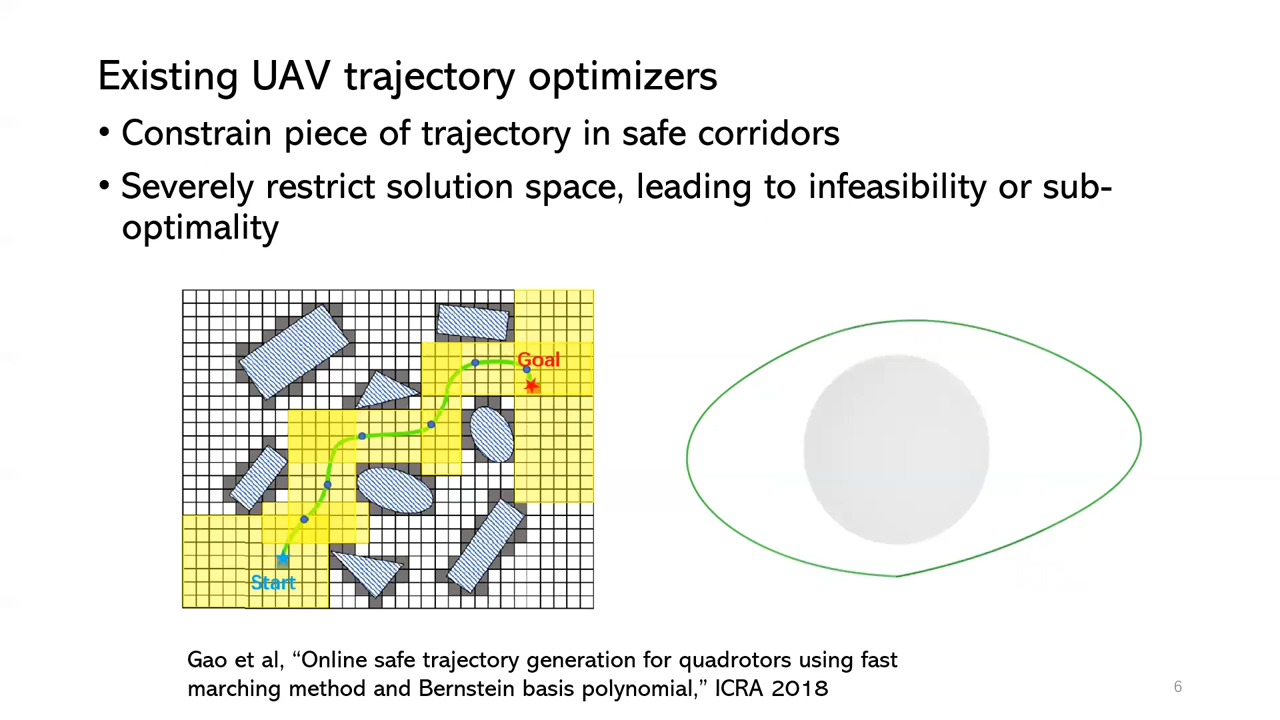 Existing UAV trajectory optimizers
• Constrain piece of trajectory in safe corridors
• Severely restrict solution space, leading to infeasibility or sub-
optimality
Goal
Start
Gao et al, “Online safe trajectory generation for quadrotors using fast
marching method and Bernstein basis polynomial,” ICRA 2018
6